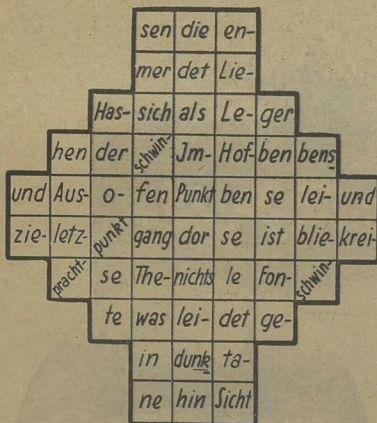 sen die en-
mer det Lie-
Has- sich als Le- ger
hen der schwin- Jm- Hof- ben bens
und Aus- o- fen Punkt ben se lei- und
zie- letz- punkt gang dor se ist blie- krei-
pracht- se The- nichts le Fon- schwin-
te was lei- det ge-
in dunk ta-
ne hin Sicht